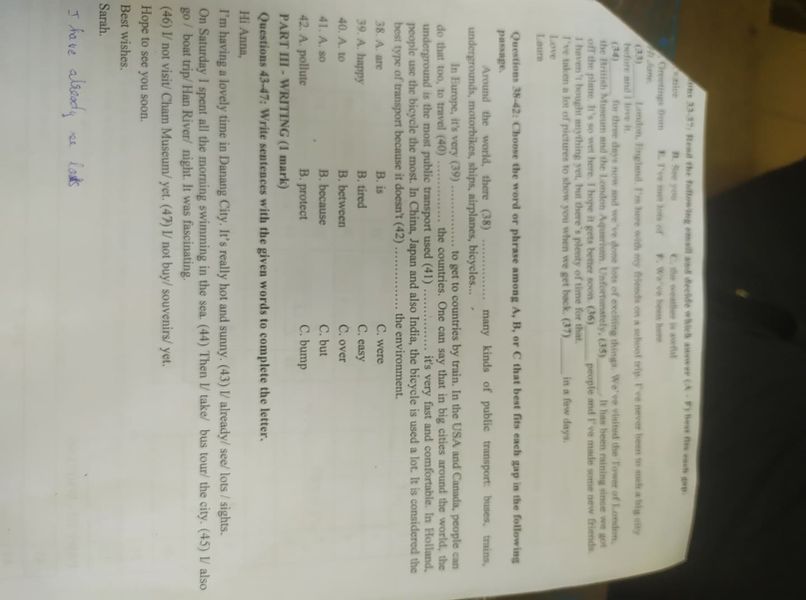 33-37: Read the following email and decide which answer (A - F) best fits each gap.
B. See you C. the weather is awful
Greetings from E. I've met lots of F. We've been here
June,
(33) ______ London, England. I'm here with my friends on a school trip. I've never been to such a big city
before and I love it.
(34) ______ for three days now and we've done lots of exciting things. We've visited the Tower of London,
the British Museum and the London Aquarium. Unfortunately, (35) ______. It has been raining since we got
off the plane. It's so wet here. I hope it gets better soon. (36) ______ people and I've made some new friends.
I haven't bought anything yet, but there's plenty of time for that.
I've taken a lot of pictures to show you when we get back. (37) ______ in a few days.
Love
Laura
Questions 38-42: Choose the word or phrase among A, B, or C that best fits each gap in the following
passage.
Around the world, there (38) ............... many kinds of public transport: buses, trains,
undergrounds, motorbikes, ships, airplanes, bicycles... .
In Europe, it's very (39) ............... to get to countries by train. In the USA and Canada, people can
do that too, to travel (40) ............... the countries. One can say that in big cities around the world, the
underground is the most public transport used (41) ............... it's very fast and comfortable. In Holland,
people use the bicycle the most. In China, Japan and also India, the bicycle is used a lot. It is considered the
best type of transport because it doesn't (42) ............... the environment.
38. A. are B. is C. were
39. A. happy B. tired C. easy
40. A. to B. between C. over
41. A. so B. because C. but
42. A. pollute B. protect C. bump
PART III - WRITING (1 mark)
Questions 43-47: Write sentences with the given words to complete the letter.
Hi Anna,
I'm having a lovely time in Danang City. It's really hot and sunny. (43) I/ already/ see/ lots / sights.
On Saturday I spent all the morning swimming in the sea. (44) Then I/ take/ bus tour/ the city. (45) I/ also
go / boat trip/ Han River/ night. It was fascinating.
(46) I/ not visit/ Cham Museum/ yet. (47) I/ not buy/ souvenirs/ yet.
Hope to see you soon.
Best wishes.
Sarah.
I have already se lots